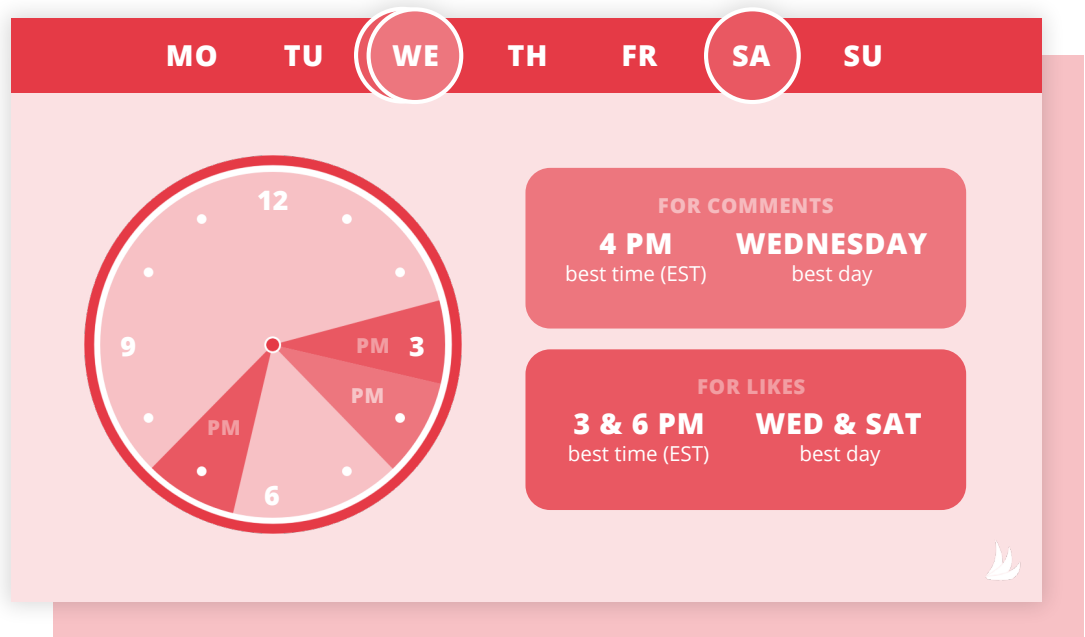 MO TU WE TH FR SA SU
12
PM 3
PM
9
PM
6
FOR COMMENTS
4 PM WEDNESDAY
best time (EST) best day
FOR LIKES
3 & 6 PM WED & SAT
best time (EST) best day